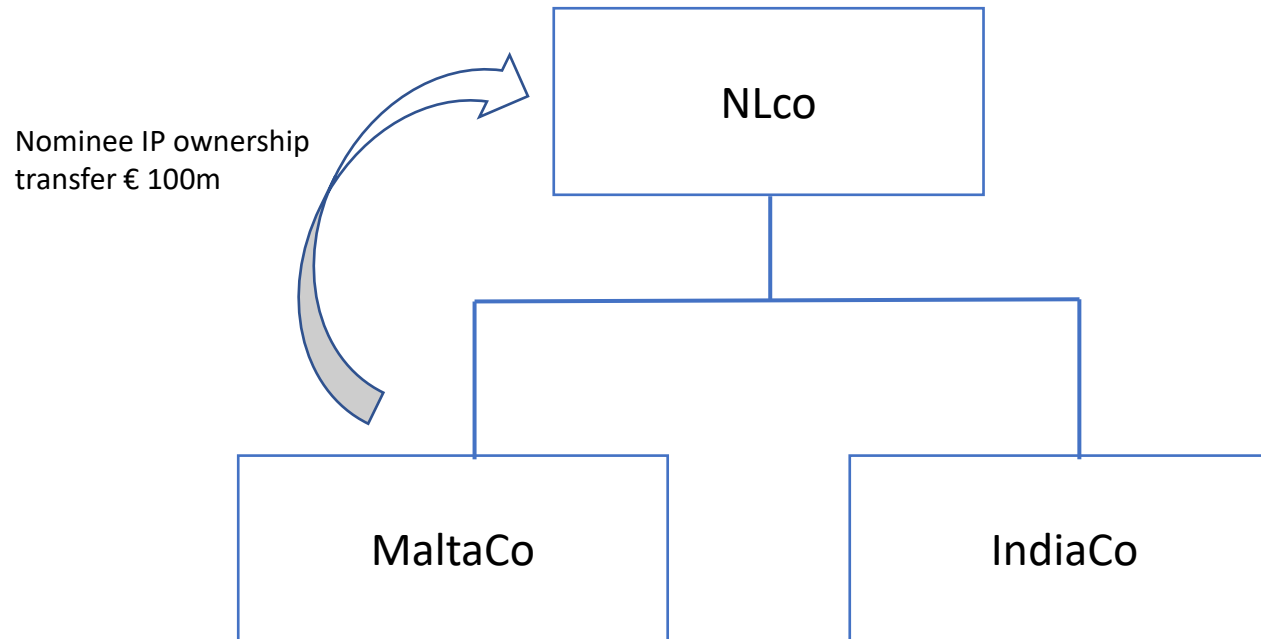 NLco
Nominee IP ownership
transfer € 100m
MaltaCo
IndiaCo